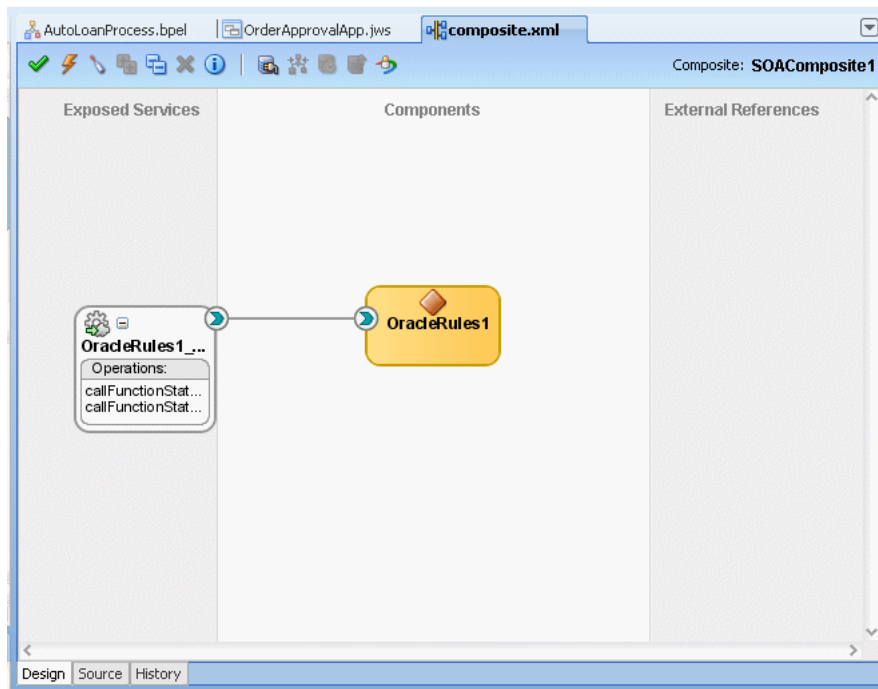 AutoLoanProcess.bpel OrderApprovalApp.jws composite.xml
Composite: SOAComposite1
Exposed Services Components External References
OracleRules1
OracleRules1_...
Operations:
callFunctionStat...
callFunctionStat...
Design Source History